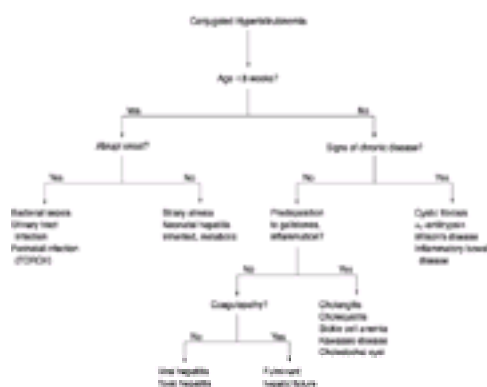 Conjugated Hyperbilirubinemia
Age <8 weeks?
Yes
No
Abrupt onset?
Signs of chronic disease?
Yes
No
No
Yes
Bacterial sepsis
Urinary tract
infection
Perinatal infection
(TORCH)
Biliary atresia
Neonatal hepatitis
Inherited, metabolic
Predisposition
to gallstones,
inflammation?
Cystic fibrosis
α₁-antitrypsin
Wilson's disease
Inflammatory bowel
disease
No
Yes
Coagulopathy?
Cholangitis
Cholecystitis
Sickle cell anemia
Kawasaki disease
Choledochal cyst
No
Yes
Viral hepatitis
Toxic hepatitis
Fulminant
hepatic failure